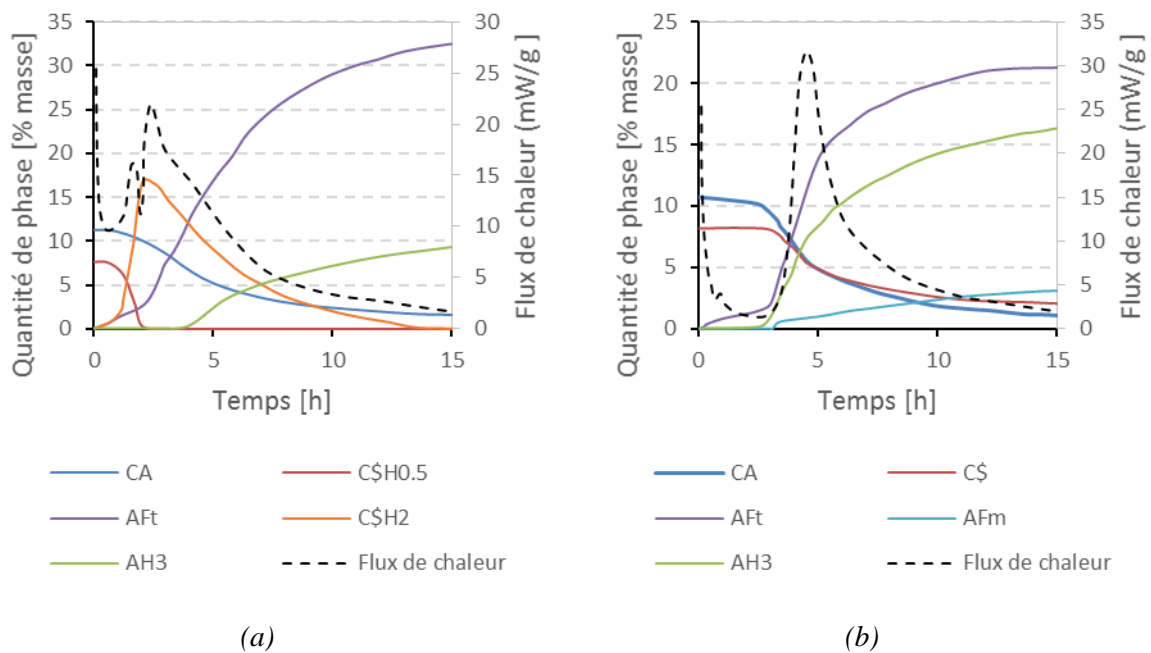 35
30
25
20
15
10
5
0
Quantité de phase [% masse]
30
25
20
15
10
5
0
Flux de chaleur (mW/g)
0 5 10 15
Temps [h]
CA C$H0.5
AFt C$H2
AH3 Flux de chaleur
(a)
25
20
15
10
5
0
Quantité de phase [% masse]
35
30
25
20
15
10
5
0
Flux de chaleur (mW/g)
0 5 10 15
Temps [h]
CA C$
AFt AFm
AH3 Flux de chaleur
(b)